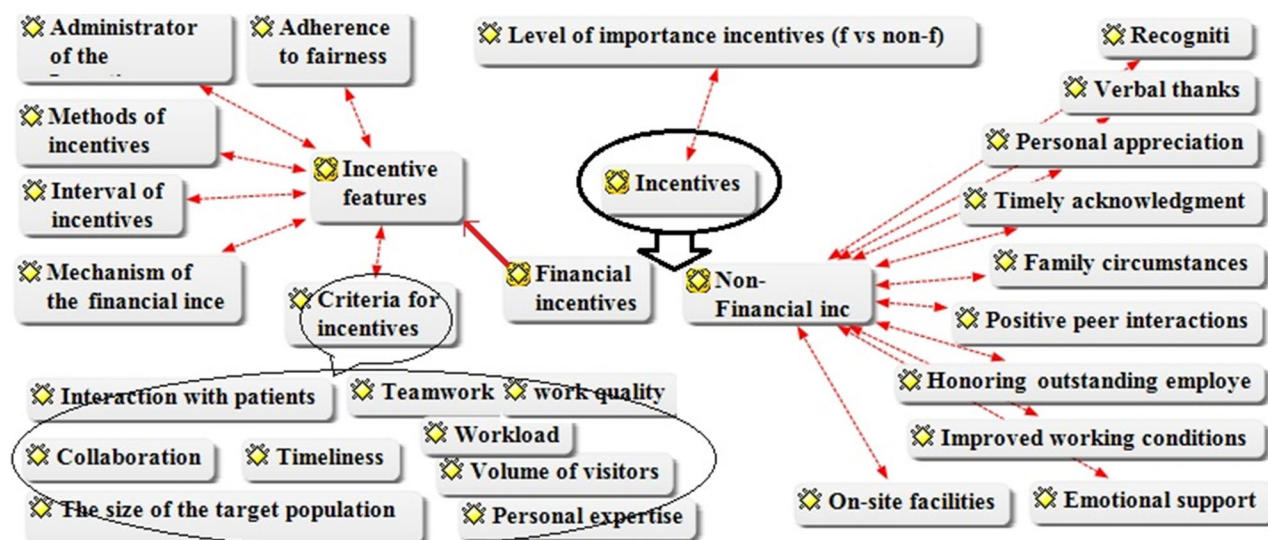 Administrator
of the
Adherence
to fairness
Level of importance incentives (f vs non-f)
Recogniti
Verbal thanks
Methods of
incentives
Personal appreciation
Incentive
features
Incentives
Interval of
incentives
Timely acknowledgment
Mechanism of
the financial ince
Criteria for
incentives
Financial
incentives
Non-
Financial inc
Family circumstances
Positive peer interactions
Honoring outstanding employe
Improved working conditions
On-site facilities
Emotional support
Interaction with patients
Teamwork
work quality
Workload
Collaboration
Timeliness
Volume of visitors
The size of the target population
Personal expertise